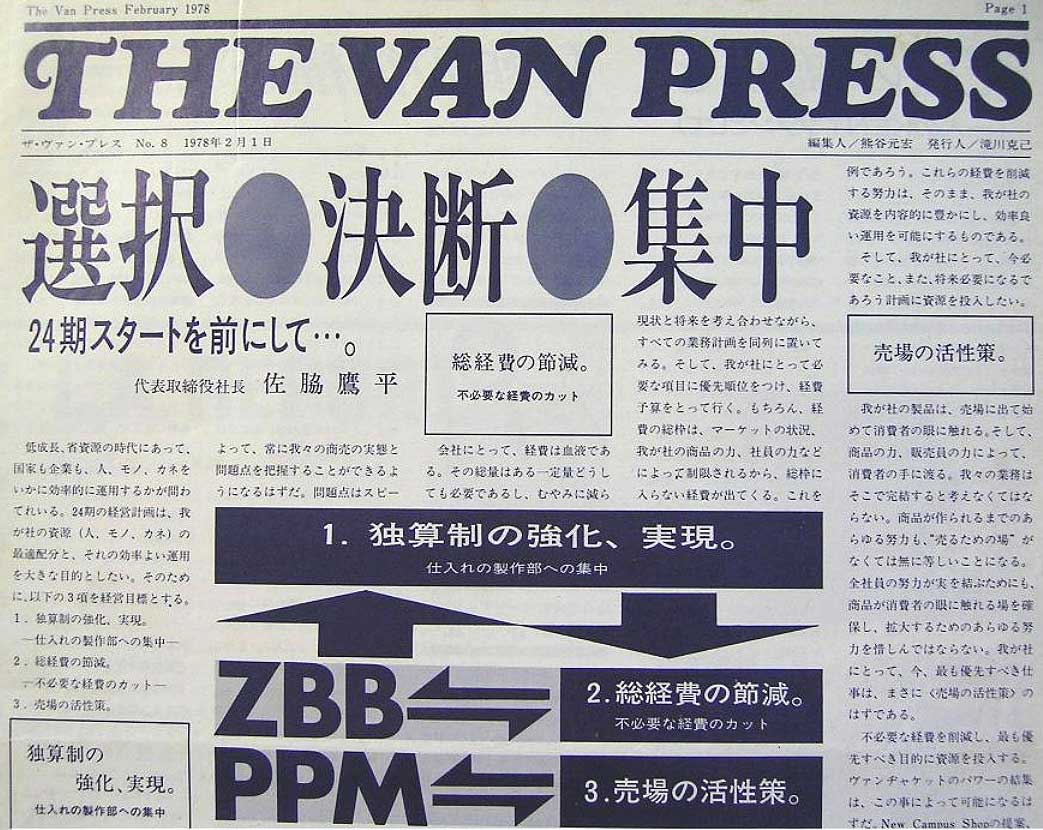 The Van Press February 1978
Page 1
THE VAN PRESS
ザ・ヴァン・プレス No. 8 1978年2月1日
編集人／熊谷元宏 発行人／滝川克己
選択●決断●集中
24期スタートを前にして…。
代表取締役社長 佐脇鷹平
低成長、省資源の時代にあって、
国家も企業も、人、モノ、カネを
いかに効率的に運用するかが問わ
れている。24期の経営計画は、我
が社の資源（人、モノ、カネ）の
最適配分と、それの効率よい運用
を大きな目的としたい。そのため
に、以下の3項を経営目標とする。
1．独算制の強化、実現。
—仕入れの製作部への集中—
2．総経費の節減。
—不必要な経費のカット—
3．売場の活性策。
独算制の
強化、実現。
仕入れの製作部への集中
よって、常に我々の商売の実態と
問題点を把握することができるよ
うになるはずだ。問題点はスピー
総経費の節減。
不必要な経費のカット
会社にとって、経費は血液であ
る。その総量はある一定量どうし
ても必要であるし、むやみに減ら
現状と将来を考え合わせながら、
すべての業務計画を同列に置いて
みる。そして、我が社にとって必
要な項目に優先順位をつけ、経費
予算をとって行く。もちろん、経
費の総枠は、マーケットの状況、
我が社の商品の力、社員の力など
によって制限されるから、総枠に
入らない経費が出てくる。これを
1. 独算制の強化、実現。
仕入れの製作部への集中
ZBB
2.総経費の節減。
不必要な経費のカット
PPM
3.売場の活性策。
例であろう。これらの経費を削減
する努力は、そのまま、我が社の
資源を内容的に豊かにし、効率良
い運用を可能にするものである。
そして、我が社にとって、今必
要なこと、また、将来必要になるで
あろう計画に資源を投入したい。
売場の活性策。
我が社の製品は、売場に出て始
めて消費者の眼に触れる。そして、
商品の力、販売員の力によって、
消費者の手に渡る。我々の業務は
そこで完結すると考えなくてはな
らない。商品が作られるまでのあ
らゆる努力も、“売るための場”が
なくては無に等しいことになる。
全社員の努力が実を結ぶためにも、
商品が消費者の眼に触れる場を確
保し、拡大するためのあらゆる努
力を惜しんではならない。我が社
にとって、今、最も優先すべき仕
事は、まさに〈売場の活性策〉の
はずである。
不必要な経費を削減し、最も優
先すべき目的に資源を投入する。
ヴァンヂャケットのパワーの結集
は、この事によって可能になるは
ずだ。New Campus Shopの提案、